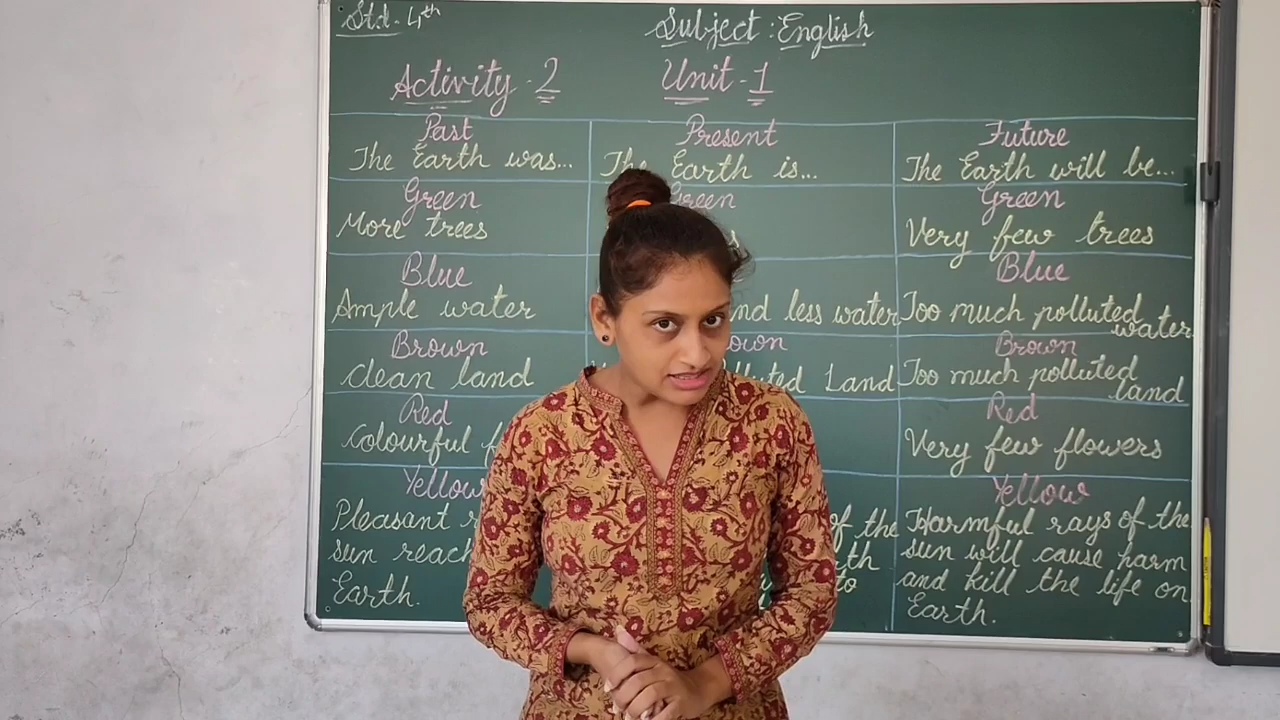 Std.- 4th
Subject : English
Activity - 2 Unit - 1
Past Present Future
The Earth was... The Earth is... The Earth will be...
Green Green Green
More trees Very few trees
Blue Blue
Ample water less water Too much polluted
water
Brown Brown
Clean land Land Too much polluted
land
Red Red
Colourful Very few flowers
Yellow Yellow
Pleasant of the Harmful rays of the
sun reach sun will cause harm
Earth. to and kill the life on
Earth.